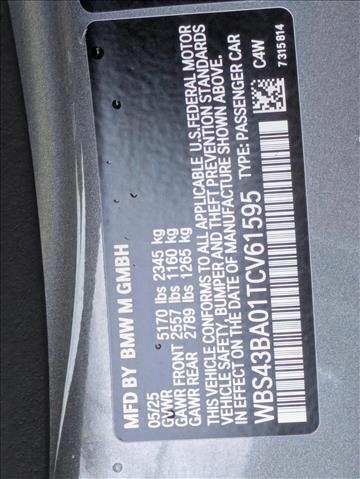 MFD BY BMW M GMBH
05/25
GVWR 5170 lbs 2345 kg
GAWR FRONT 2557 lbs 1160 kg
GAWR REAR 2789 lbs 1265 kg
THIS VEHICLE CONFORMS TO ALL APPLICABLE U.S.FEDERAL MOTOR
VEHICLE SAFETY, BUMPER, AND THEFT PREVENTION STANDARDS
IN EFFECT ON THE DATE OF MANUFACTURE SHOWN ABOVE.
WBS43BA01TCV61595 TYPE: PASSENGER CAR
C4W
7315814